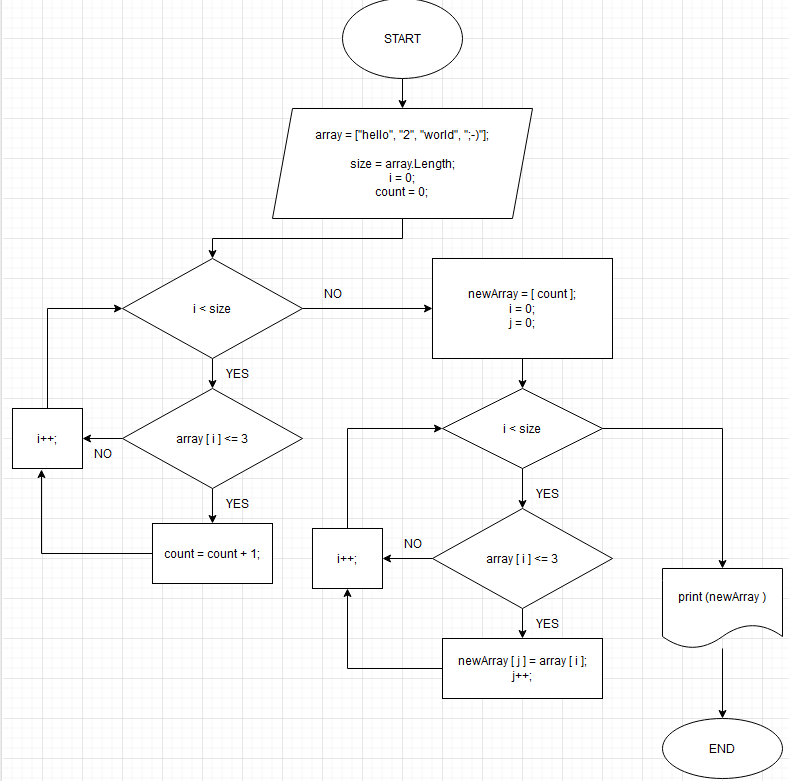 START
array = ["hello", "2", "world", ":-)"];
size = array.Length;
i = 0;
count = 0;
i < size
NO
YES
array [ i ] <= 3
NO
YES
i++;
count = count + 1;
newArray = [ count ];
i = 0;
j = 0;
i < size
YES
array [ i ] <= 3
NO
YES
i++;
newArray [ j ] = array [ i ];
j++;
print (newArray )
END